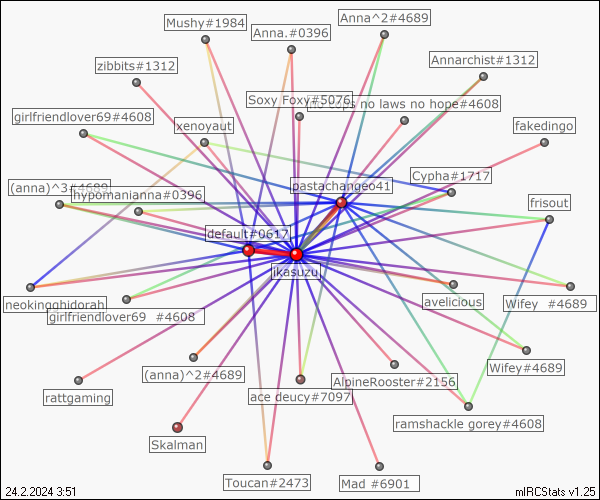 Mushy#1984
Anna.#0396
Anna^2#4689
Annarchist#1312
zibbits#1312
Soxy Foxy#5076
cops no laws no hope#4608
girlfriendlover69#4608
xenoyaut
fakedingo
pastachangeo41
Cypha#1717
(anna)^3#4689
hypomanianna#0396
frisout
default#0617
jkasuzu
neokingghidorah
girlfriendlover69 #4608
avelicious
Wifey #4689
(anna)^2#4689
AlpineRooster#2156
Wifey#4689
rattgaming
ace deucy#7097
ramshackle gorey#4608
Skalman
Toucan#2473
Mad #6901
24.2.2024 3:51
mIRCStats v1.25